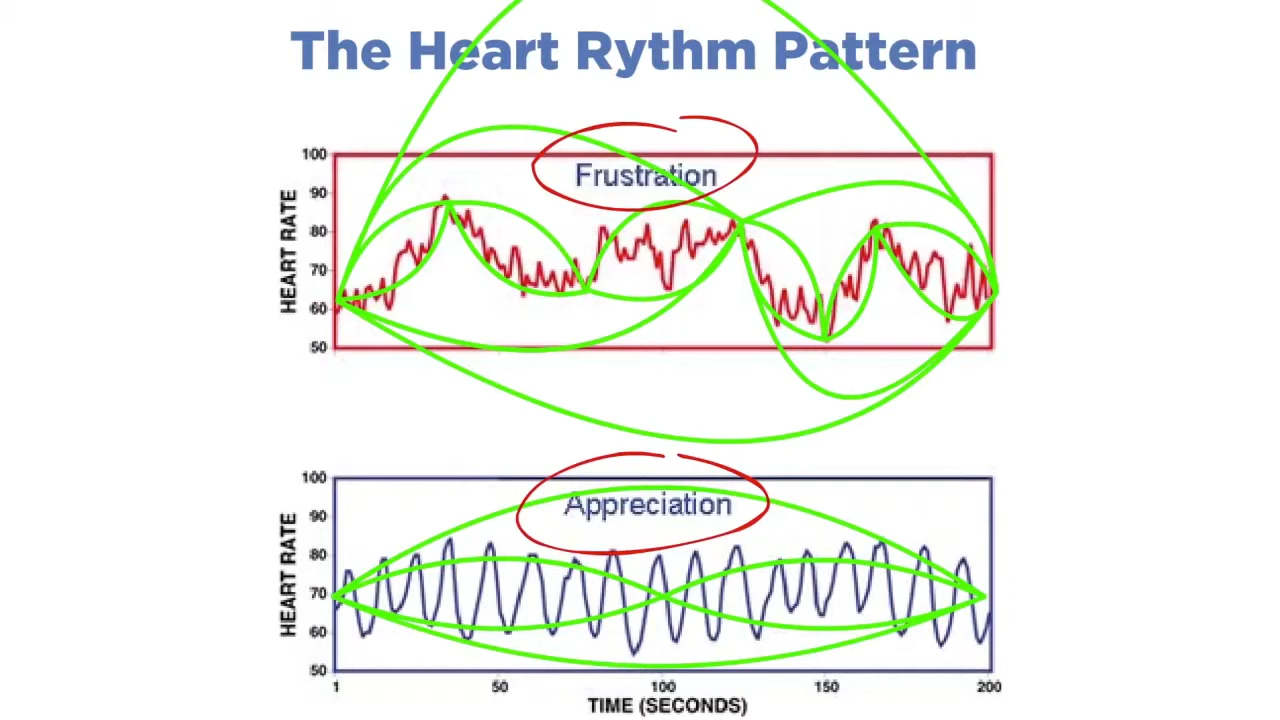 The Heart Rythm Pattern
Frustration
HEART RATE
100
90
80
70
60
50
Appreciation
HEART RATE
100
90
80
70
60
50
1 50 100 150 200
TIME (SECONDS)